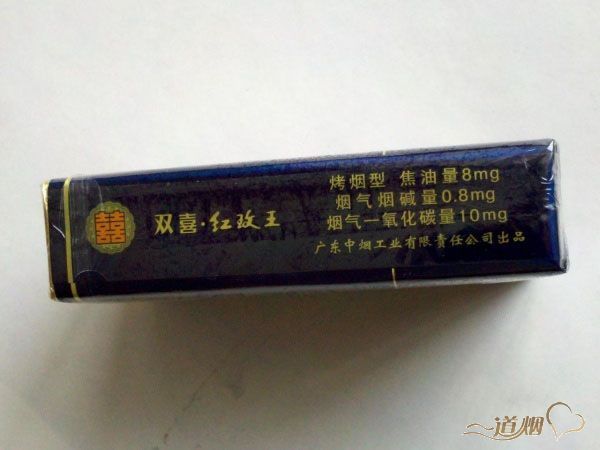 囍
双喜·红玫王
烤烟型 焦油量8mg
烟气烟碱量0.8mg
烟气一氧化碳量10mg
广东中烟工业有限责任公司出品
一道烟